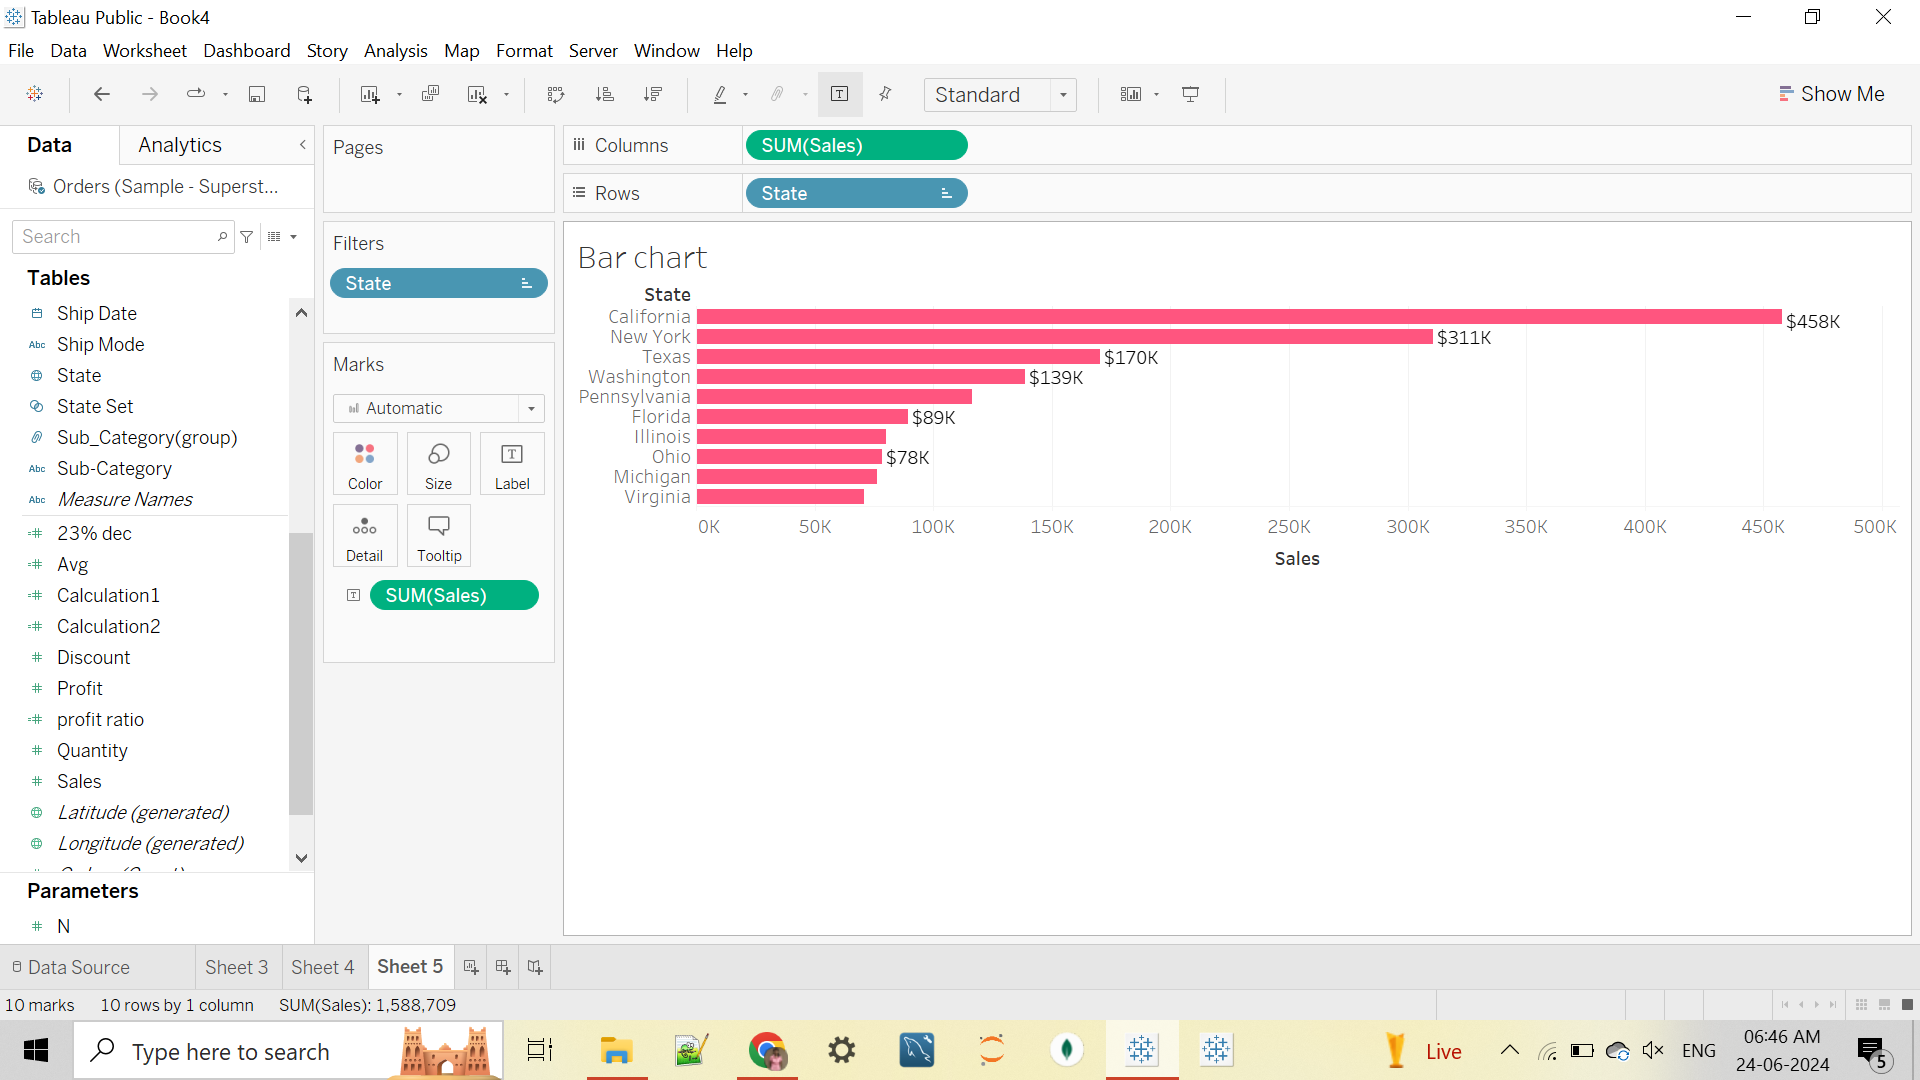 Tableau Public - Book4
File Data Worksheet Dashboard Story Analysis Map Format Server Window Help
Standard
Show Me
Data
Analytics
Orders (Sample - Superst...
Search
Tables
Ship Date
Abc Ship Mode
State
State Set
Sub_Category(group)
Abc Sub-Category
Abc Measure Names
23% dec
Avg
Calculation1
Calculation2
Discount
Profit
profit ratio
Quantity
Sales
Latitude (generated)
Longitude (generated)
Parameters
N
Pages
Filters
State
Marks
Automatic
Color
Size
Label
Detail
Tooltip
SUM(Sales)
Columns
SUM(Sales)
Rows
State
Bar chart
State
California $458K
New York $311K
Texas $170K
Washington $139K
Pennsylvania
Florida $89K
Illinois
Ohio $78K
Michigan
Virginia
0K 50K 100K 150K 200K 250K 300K 350K 400K 450K 500K
Sales
Data Source Sheet 3 Sheet 4 Sheet 5
10 marks 10 rows by 1 column SUM(Sales): 1,588,709
Type here to search
Live
ENG
06:46 AM
24-06-2024
5